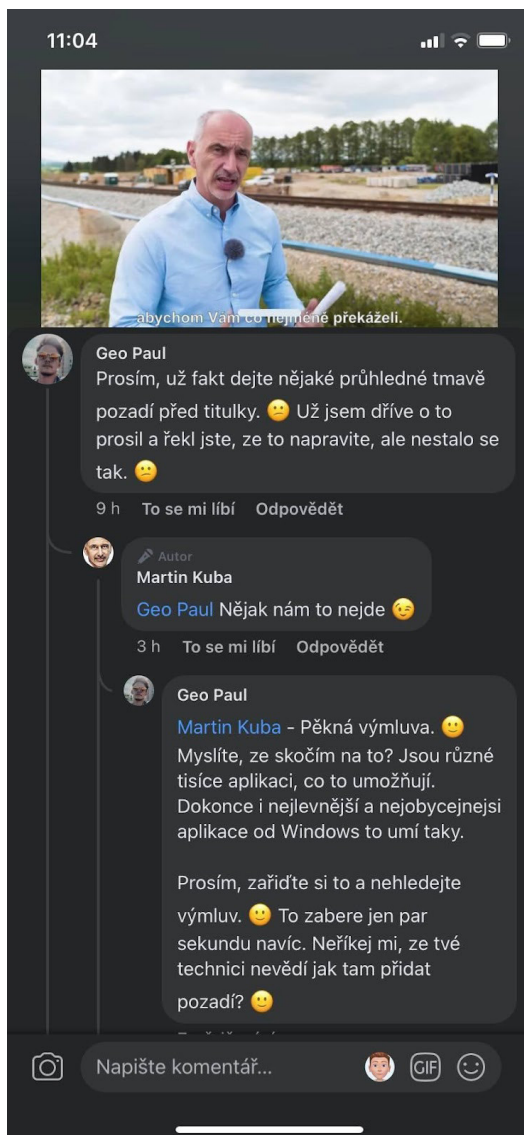 11:04
abychom Vám co nejméně překáželi.
Geo Paul
Prosím, už fakt dejte nějaké průhledné tmavě
pozadí před titulky. 😕 Už jsem dříve o to
prosil a řekl jste, ze to napravite, ale nestalo se
tak. 😕
9 h To se mi líbí Odpovědět
Autor
Martin Kuba
Geo Paul Nějak nám to nejde 😉
3 h To se mi líbí Odpovědět
Geo Paul
Martin Kuba - Pěkná výmluva. 🙂
Myslíte, ze skočím na to? Jsou různé
tisíce aplikaci, co to umožňují.
Dokonce i nejlevnější a nejobycejnejsi
aplikace od Windows to umí taky.
Prosím, zařiďte si to a nehledejte
výmluv. 🙂 To zabere jen par
sekundu navíc. Neříkej mi, ze tvé
technici nevědí jak tam přidat
pozadí? 🙂
Napište komentář...
GIF